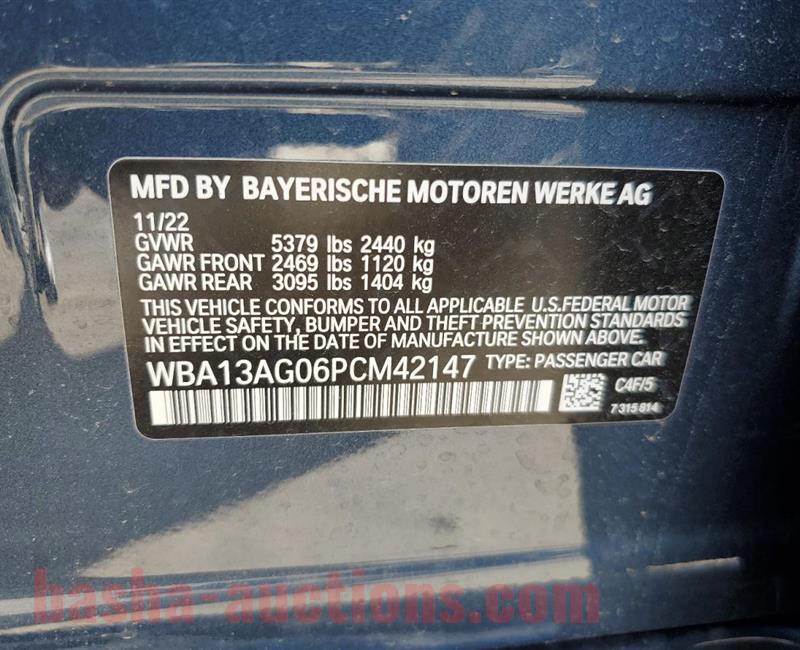 MFD BY BAYERISCHE MOTOREN WERKE AG
11/22
GVWR 5379 lbs 2440 kg
GAWR FRONT 2469 lbs 1120 kg
GAWR REAR 3095 lbs 1404 kg
THIS VEHICLE CONFORMS TO ALL APPLICABLE U.S.FEDERAL MOTOR
VEHICLE SAFETY, BUMPER AND THEFT PREVENTION STANDARDS
IN EFFECT ON THE DATE OF MANUFACTURE SHOWN ABOVE.
WBA13AG06PCM42147 TYPE: PASSENGER CAR
C4F/5
7315814
basha-auctions.com